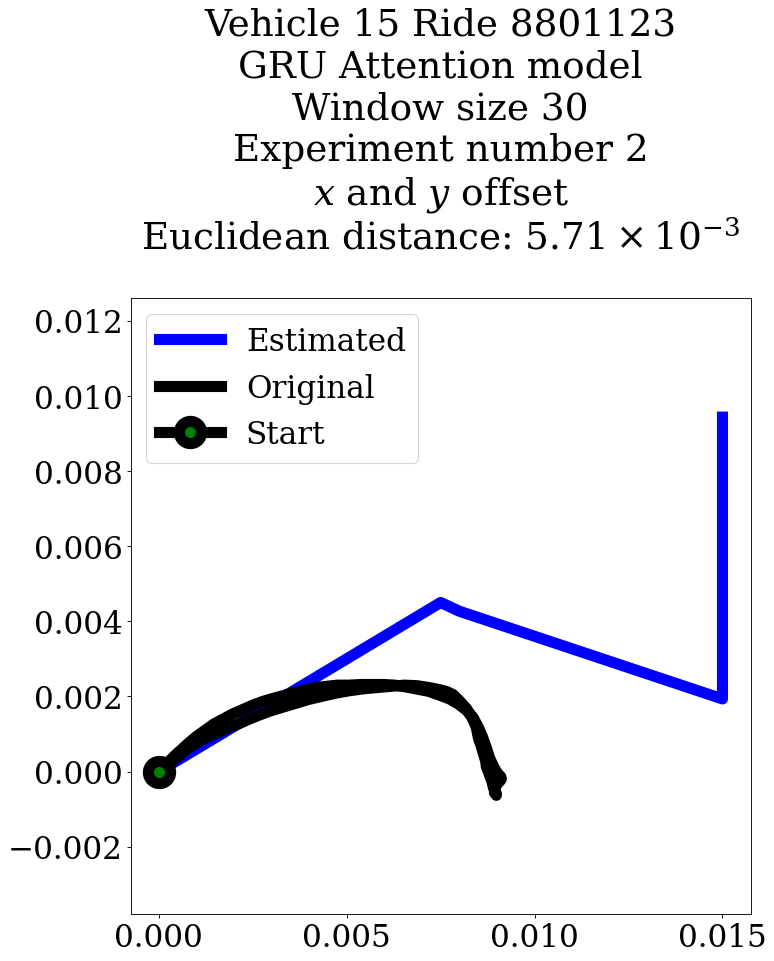 Vehicle 15 Ride 8801123
GRU Attention model
Window size 30
Experiment number 2
x and y offset
Euclidean distance: 5.71 × 10⁻³
0.012
0.010
0.008
0.006
0.004
0.002
0.000
−0.002
Estimated
Original
Start
0.000 0.005 0.010 0.015